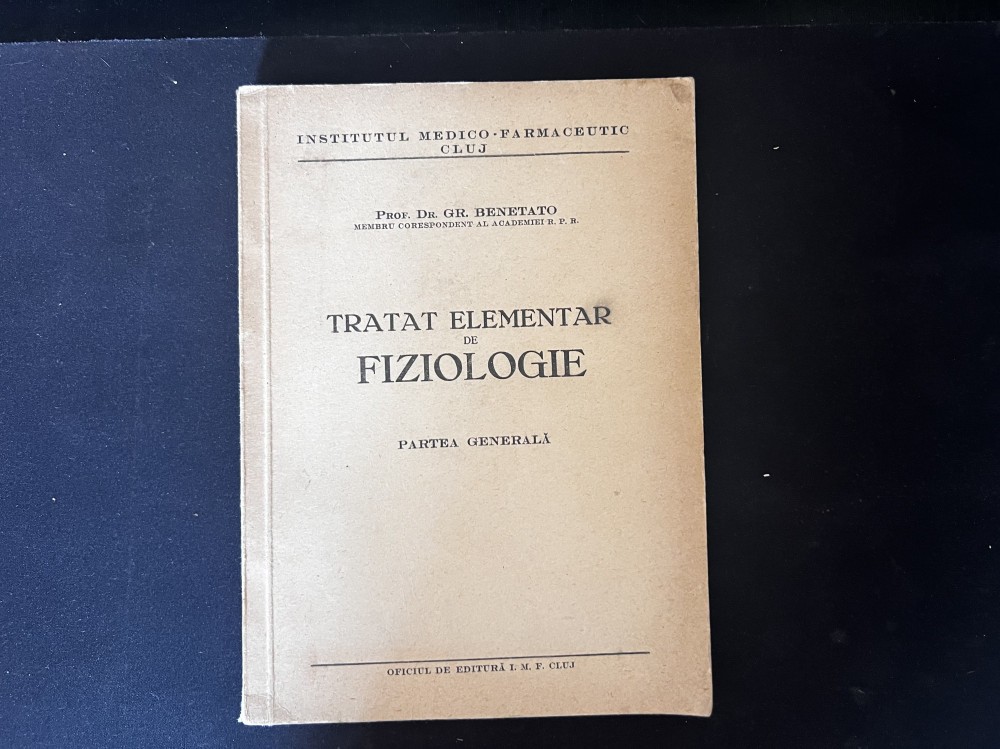 INSTITUTUL MEDICO-FARMACEUTIC
CLUJ
PROF. DR. GR. BENETATO
MEMBRU CORESPONDENT AL ACADEMIEI R. P. R.
TRATAT ELEMENTAR
DE
FIZIOLOGIE
PARTEA GENERALĂ
OFICIUL DE EDITURĂ I. M. F. CLUJ